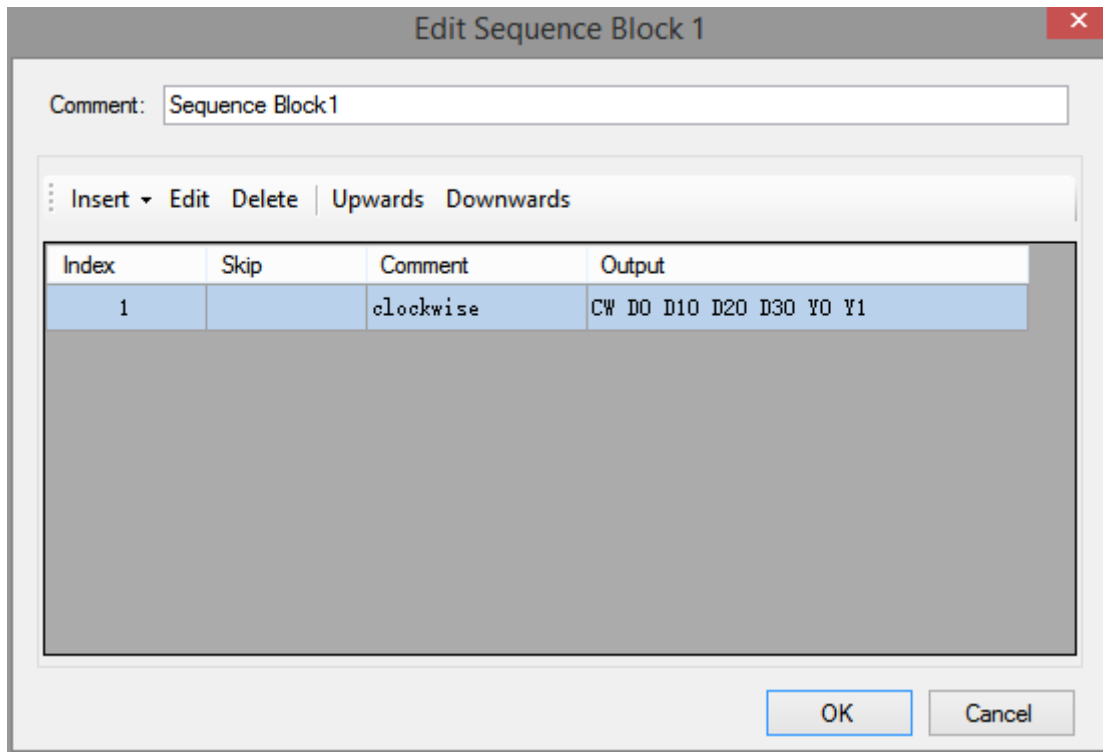 Edit Sequence Block 1
Comment: Sequence Block1
Insert Edit Delete Upwards Downwards
Index Skip Comment Output
1 clockwise CW D0 D10 D20 D30 Y0 Y1
OK Cancel